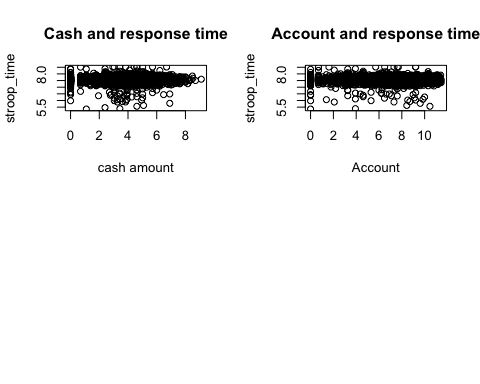 Cash and response time
stroop_time
5.5 8.0
0 2 4 6 8
cash amount
Account and response time
stroop_time
5.5 8.0
0 2 4 6 8 10
Account